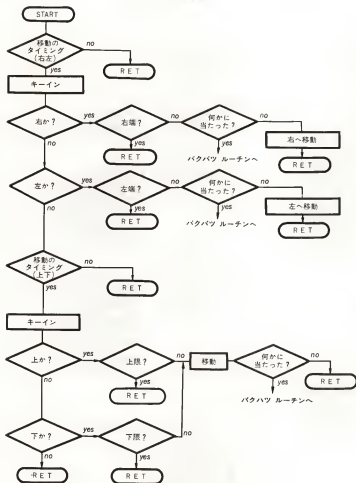 START
移動の
タイミング
(右左)
no
yes
RET
キーイン
右か?
yes
右端?
no
何かに
当たった?
no
no
yes
yes
右へ移動
RET
バクハツ ルーチンへ
RET
左か?
yes
左端?
no
何かに
当たった?
no
no
yes
yes
左へ移動
RET
バクハツ ルーチンへ
RET
移動の
タイミング
(上下)
no
yes
RET
キーイン
上か?
yes
上限?
no
移動
何かに
当たった?
no
no
yes
yes
RET
RET
バクハツ ルーチンへ
下か?
yes
下限?
no
no
yes
RET
RET